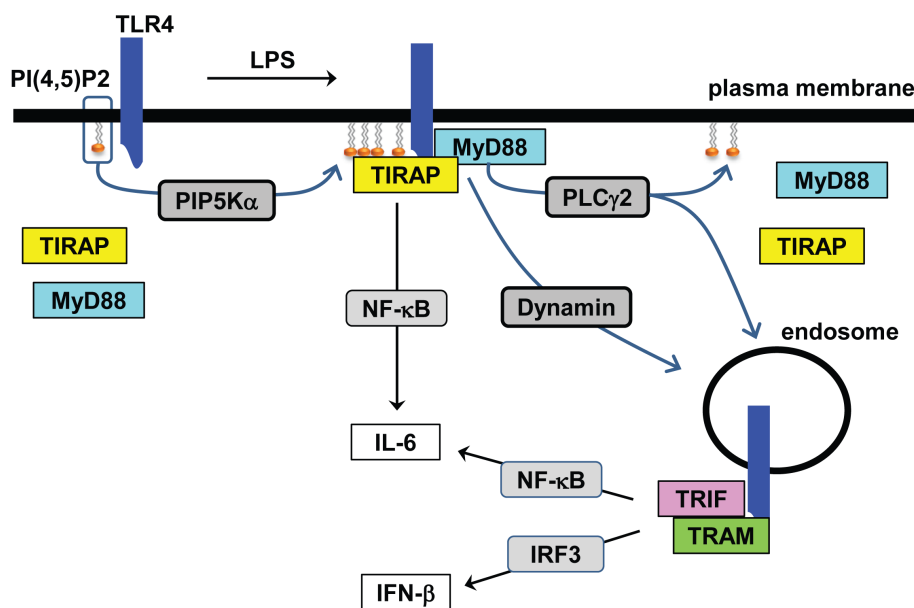 TLR4
PI(4,5)P2
LPS
plasma membrane
MyD88
TIRAP
PIP5Kα
PLCγ2
MyD88
TIRAP
TIRAP
MyD88
NF-κB
Dynamin
endosome
IL-6
NF-κB
TRIF
TRAM
IRF3
IFN-β